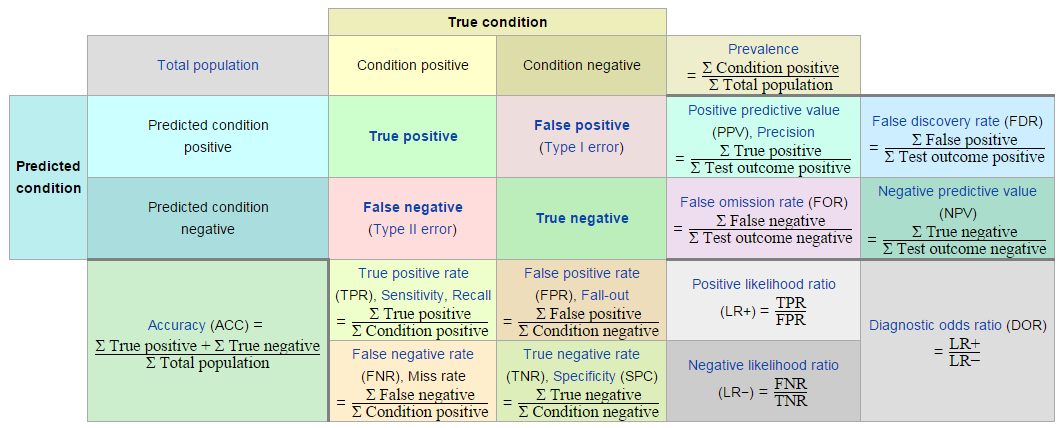 True condition
Total population
Condition positive
Condition negative
Prevalence
= Σ Condition positive
Σ Total population
Predicted
condition
Predicted condition
positive
True positive
False positive
(Type I error)
Positive predictive value
(PPV), Precision
= Σ True positive
Σ Test outcome positive
False discovery rate (FDR)
= Σ False positive
Σ Test outcome positive
Predicted condition
negative
False negative
(Type II error)
True negative
False omission rate (FOR)
= Σ False negative
Σ Test outcome negative
Negative predictive value
(NPV)
= Σ True negative
Σ Test outcome negative
Accuracy (ACC) =
Σ True positive + Σ True negative
Σ Total population
True positive rate
(TPR), Sensitivity, Recall
= Σ True positive
Σ Condition positive
False positive rate
(FPR), Fall-out
= Σ False positive
Σ Condition negative
Positive likelihood ratio
(LR+) = TPR
FPR
Diagnostic odds ratio (DOR)
= LR+
LR−
False negative rate
(FNR), Miss rate
= Σ False negative
Σ Condition positive
True negative rate
(TNR), Specificity (SPC)
= Σ True negative
Σ Condition negative
Negative likelihood ratio
(LR−) = FNR
TNR